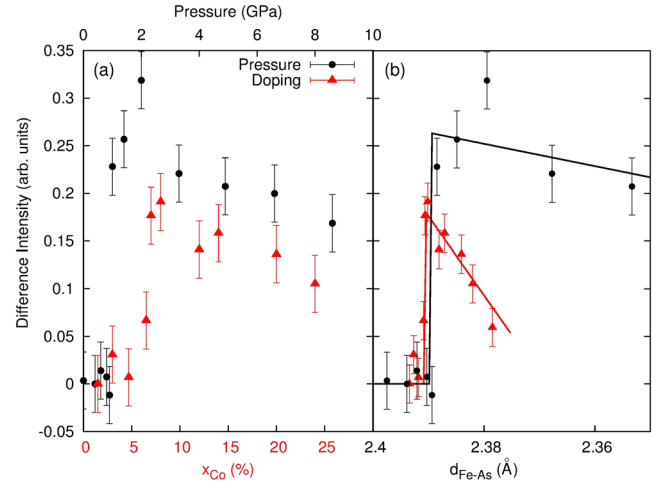 Pressure (GPa)
0 2 4 6 8 10
(a) Pressure
Doping
(b)
Difference Intensity (arb. units)
0.35
0.3
0.25
0.2
0.15
0.1
0.05
0
-0.05
0 5 10 15 20 25
2.4 2.38 2.36
x_Co (%)
d_Fe-As (Å)